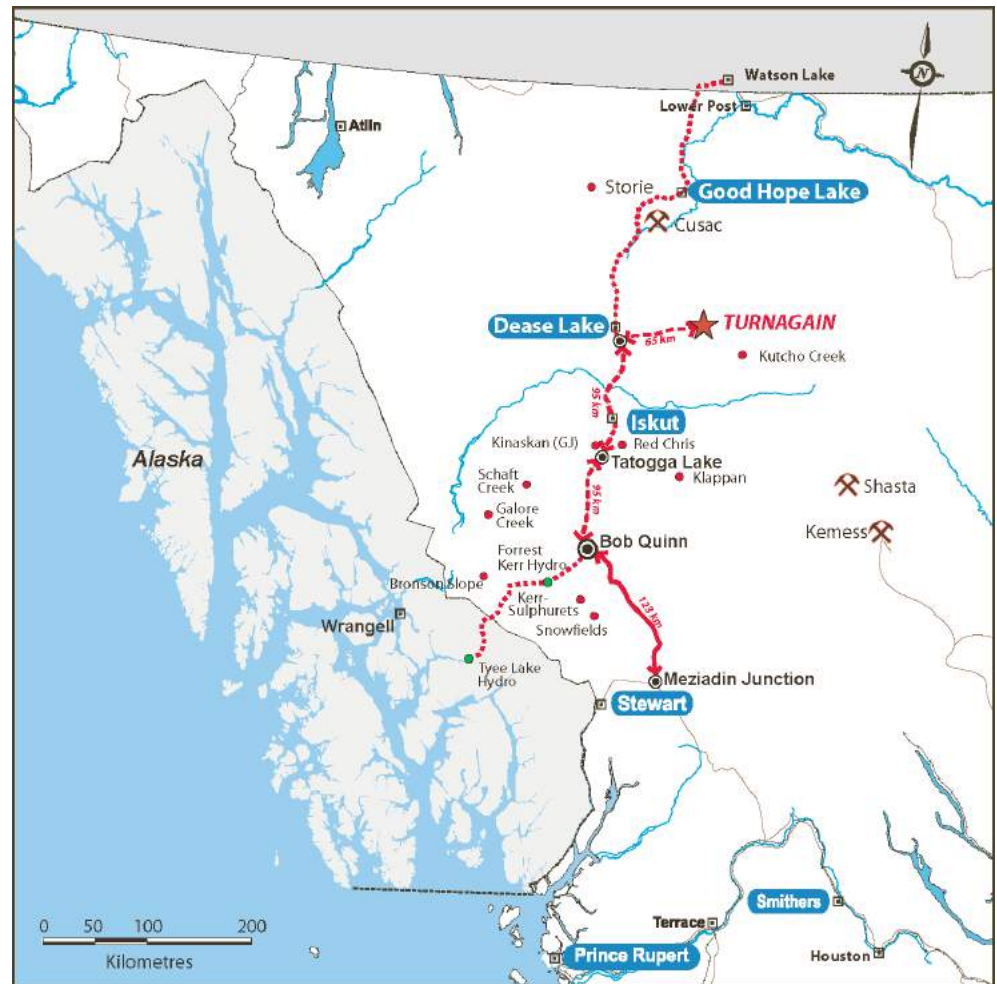 Watson Lake
Lower Post
Atlin
N
Storie
Good Hope Lake
Cusac
Dease Lake
TURNAGAIN
65 km
Kutcho Creek
95 km
Iskut
Kinaskan (GJ)
Red Chris
Tatogga Lake
Alaska
Schaft
Creek
Klappan
Shasta
Galore
Creek
95 km
Kemess
Bob Quinn
Forrest
Kerr Hydro
Bronson Slope
Kerr-
Sulphurets
Snowfields
123 km
Wrangell
Tyee Lake
Hydro
Meziadin Junction
Stewart
Smithers
Terrace
Houston
Prince Rupert
0 50 100 200
Kilometres